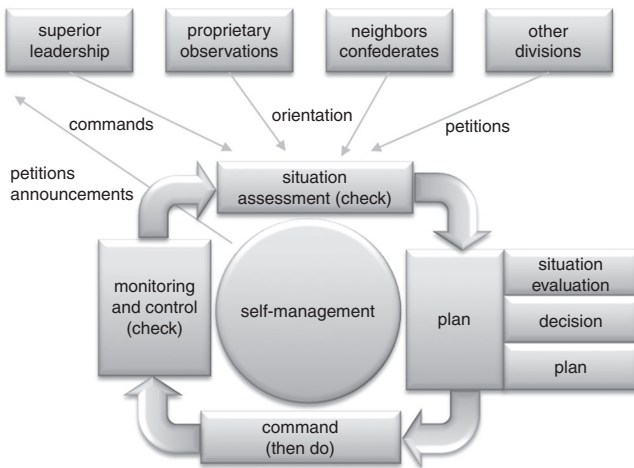 superior
leadership
proprietary
observations
neighbors
confederates
other
divisions
commands
orientation
petitions
petitions
announcements
situation
assessment (check)
monitoring
and control
(check)
self-management
plan
situation
evaluation
decision
plan
command
(then do)